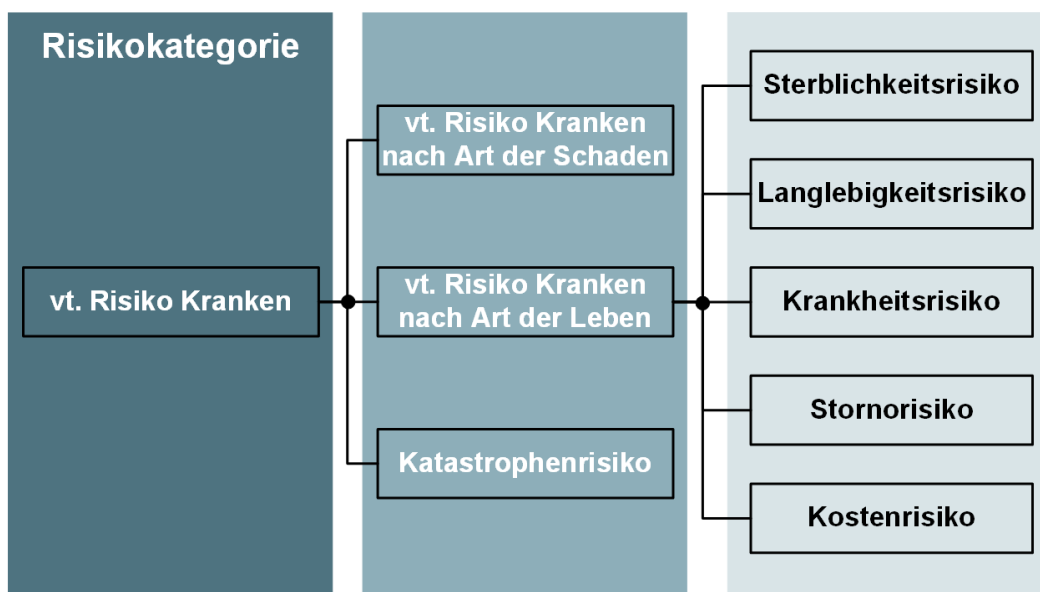 Risikokategorie
vt. Risiko Kranken
vt. Risiko Kranken
nach Art der Schaden
vt. Risiko Kranken
nach Art der Leben
Katastrophenrisiko
Sterblichkeitsrisiko
Langlebigkeitsrisiko
Krankheitsrisiko
Stornorisiko
Kostenrisiko